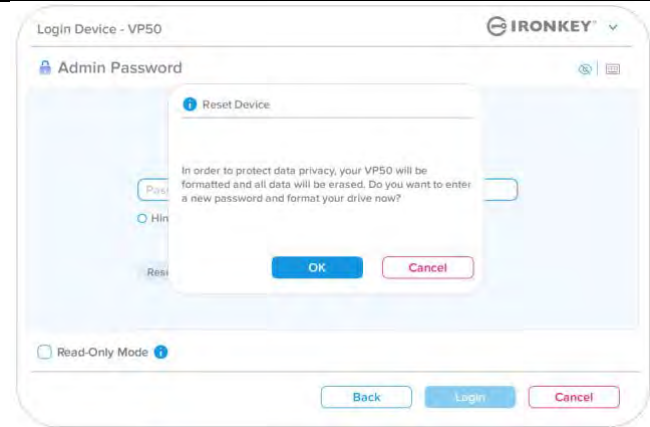 Login Device - VP50
IRONKEY
Admin Password
Reset Device
In order to protect data privacy, your VP50 will be
formatted and all data will be erased. Do you want to enter
a new password and format your drive now?
OK Cancel
Read-Only Mode
Back Login Cancel